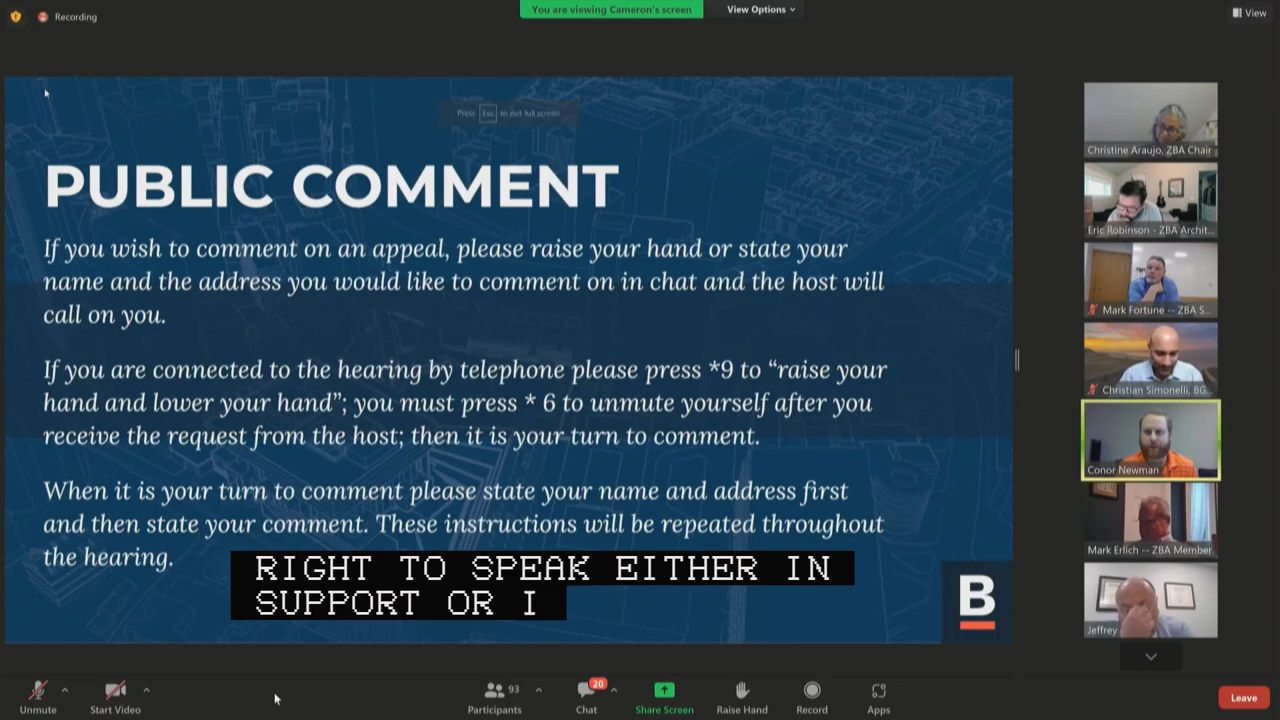 Recording
You are viewing Cameron's screen
View Options
View
Press Esc to exit full screen
PUBLIC COMMENT
If you wish to comment on an appeal, please raise your hand or state your
name and the address you would like to comment on in chat and the host will
call on you.
If you are connected to the hearing by telephone please press *9 to “raise your
hand and lower your hand”; you must press * 6 to unmute yourself after you
receive the request from the host; then it is your turn to comment.
When it is your turn to comment please state your name and address first
and then state your comment. These instructions will be repeated throughout
the hearing.
RIGHT TO SPEAK EITHER IN
SUPPORT OR I
B
Christine Araujo, ZBA Chair
Eric Robinson - ZBA Archit...
Mark Fortune -- ZBA S...
Christian Simonelli, BG...
Conor Newman
Mark Erlich -- ZBA Member
Jeffrey
Unmute
Start Video
Participants
93
Chat
20
Share Screen
Raise Hand
Record
Apps
Leave